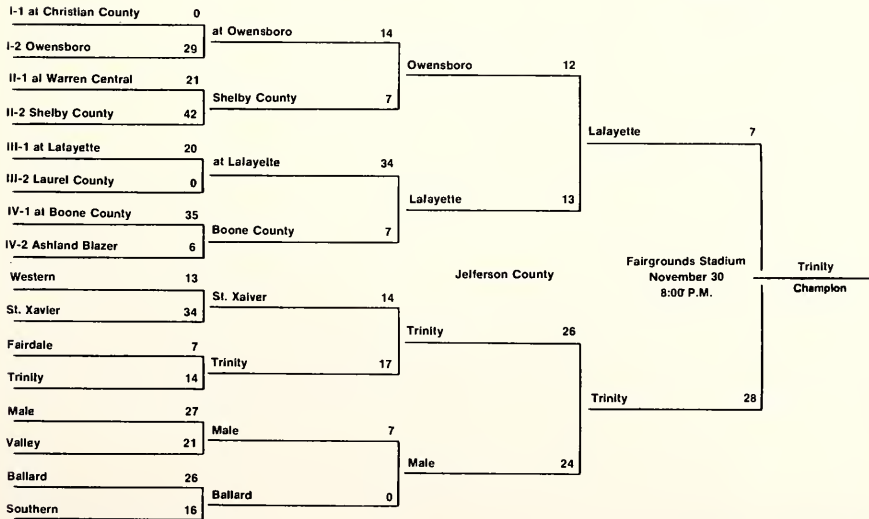 I-1 at Christian County 0
I-2 Owensboro 29
II-1 at Warren Central 21
II-2 Shelby County 42
III-1 at Lafayette 20
III-2 Laurel County 0
IV-1 at Boone County 35
IV-2 Ashland Blazer 6
Western 13
St. Xavier 34
Fairdale 7
Trinity 14
Male 27
Valley 21
Ballard 26
Southern 16
at Owensboro 14
Shelby County 7
at Lafayette 34
Boone County 7
St. Xaiver 14
Trinity 17
Male 7
Ballard 0
Owensboro 12
Lafayette 13
Jefferson County
Trinity 26
Male 24
Lafayette 7
Trinity 28
Fairgrounds Stadium
November 30
8:00 P.M.
Trinity
Champion